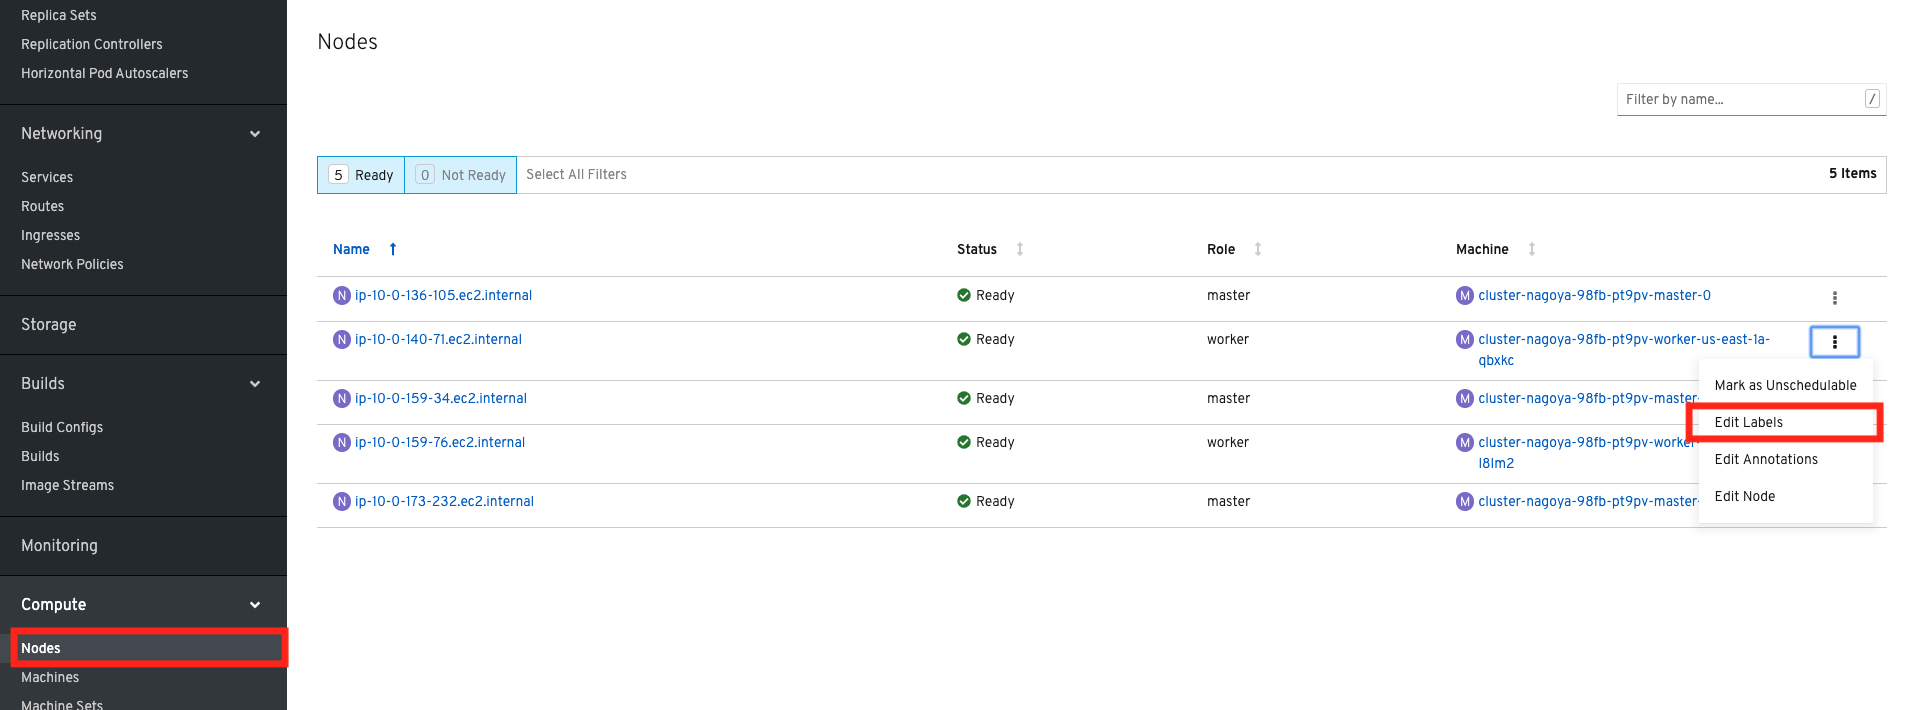 Replica Sets
Replication Controllers
Horizontal Pod Autoscalers
Networking
Services
Routes
Ingresses
Network Policies
Storage
Builds
Build Configs
Builds
Image Streams
Monitoring
Compute
Nodes
Machines
Machine Sets
Nodes
Filter by name... /
5 Ready 0 Not Ready Select All Filters 5 Items
Name Status Role Machine
N ip-10-0-136-105.ec2.internal Ready master M cluster-nagoya-98fb-pt9pv-master-0
N ip-10-0-140-71.ec2.internal Ready worker M cluster-nagoya-98fb-pt9pv-worker-us-east-1a-
qbxkc
N ip-10-0-159-34.ec2.internal Ready master M cluster-nagoya-98fb-pt9pv-master-
N ip-10-0-159-76.ec2.internal Ready worker M cluster-nagoya-98fb-pt9pv-worker-
l8lm2
N ip-10-0-173-232.ec2.internal Ready master M cluster-nagoya-98fb-pt9pv-master-
Mark as Unschedulable
Edit Labels
Edit Annotations
Edit Node